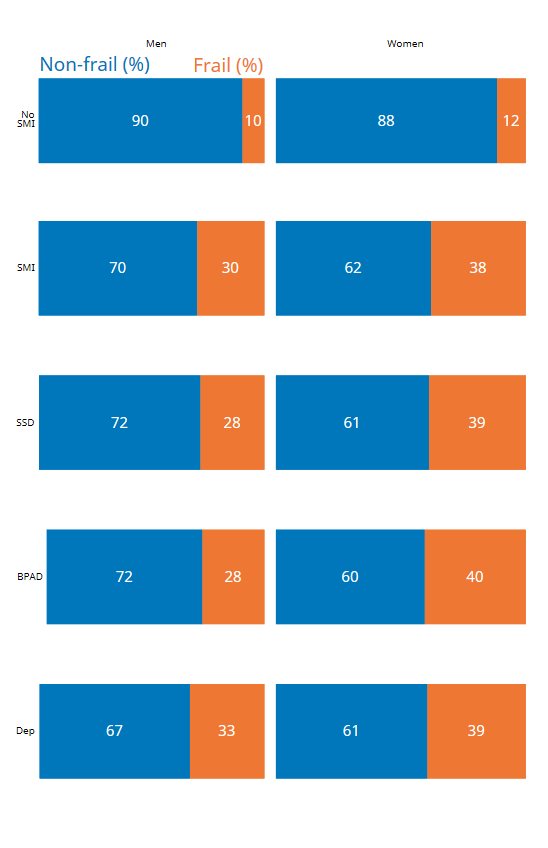 Men Women
Non-frail (%) Frail (%)
No
SMI
90 10 88 12
SMI 70 30 62 38
SSD 72 28 61 39
BPAD 72 28 60 40
Dep 67 33 61 39